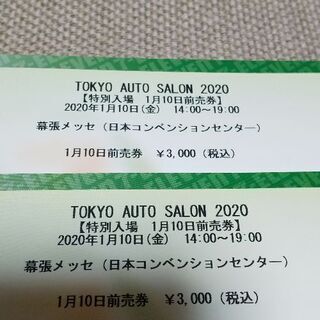 TOKYO AUTO SALON 2020
【特別入場　1月10日前売券】
2020年1月10日(金)　14:00~19:00
幕張メッセ（日本コンベンションセンター）
1月10日前売券　￥3,000（税込）
TOKYO AUTO SALON 2020
【特別入場　1月10日前売券】
2020年1月10日(金)　14:00~19:00
幕張メッセ（日本コンベンションセンター）
1月10日前売券　￥3,000（税込）